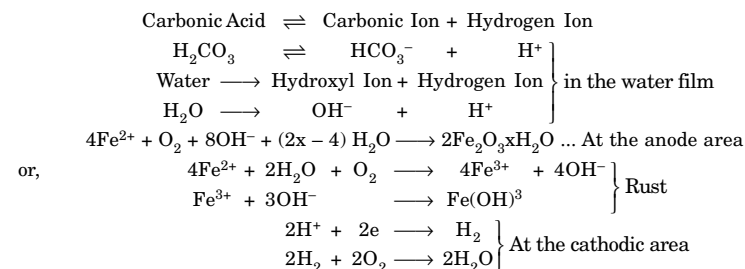 Carbonic Acid ⇌ Carbonic Ion + Hydrogen Ion
H₂CO₃ ⇌ HCO₃⁻ + H⁺
Water ⟶ Hydroxyl Ion + Hydrogen Ion } in the water film
H₂O ⟶ OH⁻ + H⁺
4Fe²⁺ + O₂ + 8OH⁻ + (2x – 4) H₂O ⟶ 2Fe₂O₃xH₂O ... At the anode area
or, 4Fe²⁺ + 2H₂O + O₂ ⟶ 4Fe³⁺ + 4OH⁻
Fe³⁺ + 3OH⁻ ⟶ Fe(OH)³ } Rust
2H⁺ + 2e ⟶ H₂
2H₂ + 2O₂ ⟶ 2H₂O } At the cathodic area